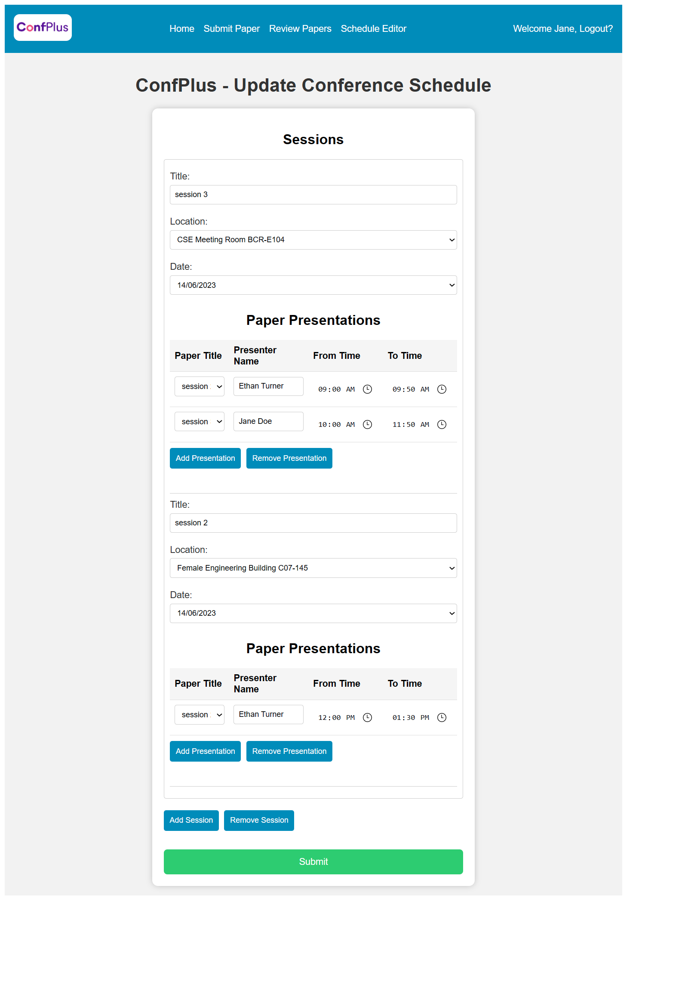 ConfPlus
Home Submit Paper Review Papers Schedule Editor Welcome Jane, Logout?
ConfPlus - Update Conference Schedule
Sessions
Title:
session 3
Location:
CSE Meeting Room BCR-E104
Date:
14/06/2023
Paper Presentations
Paper Title Presenter Name From Time To Time
session Ethan Turner 09:00 AM 09:50 AM
session Jane Doe 10:00 AM 11:50 AM
Add Presentation Remove Presentation
Title:
session 2
Location:
Female Engineering Building C07-145
Date:
14/06/2023
Paper Presentations
Paper Title Presenter Name From Time To Time
session Ethan Turner 12:00 PM 01:30 PM
Add Presentation Remove Presentation
Add Session Remove Session
Submit